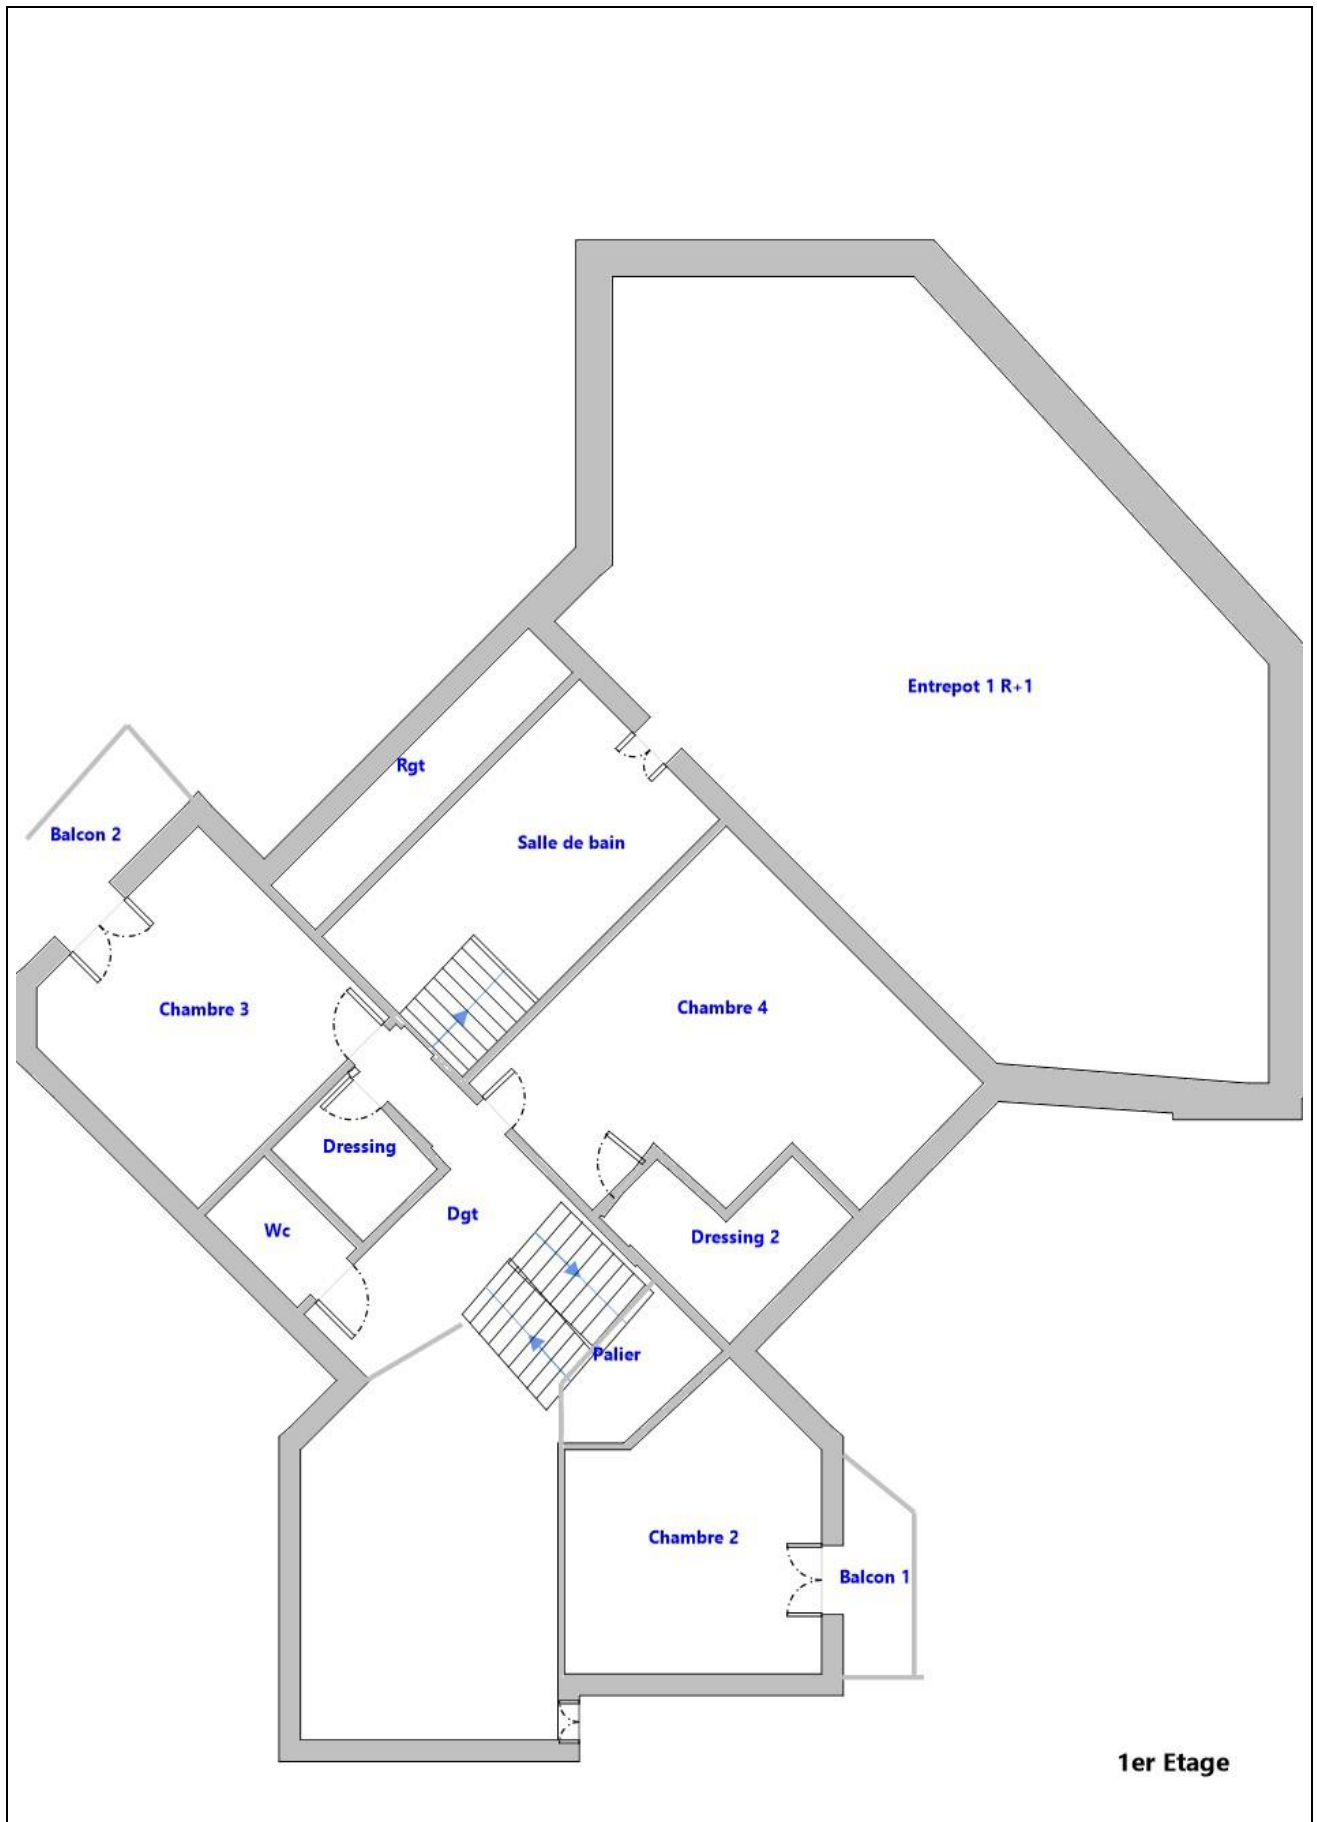 Entrepot 1 R+1
Rgt
Balcon 2
Salle de bain
Chambre 3
Chambre 4
Dressing
Wc
Dgt
Dressing 2
Palier
Chambre 2
Balcon 1
1er Etage